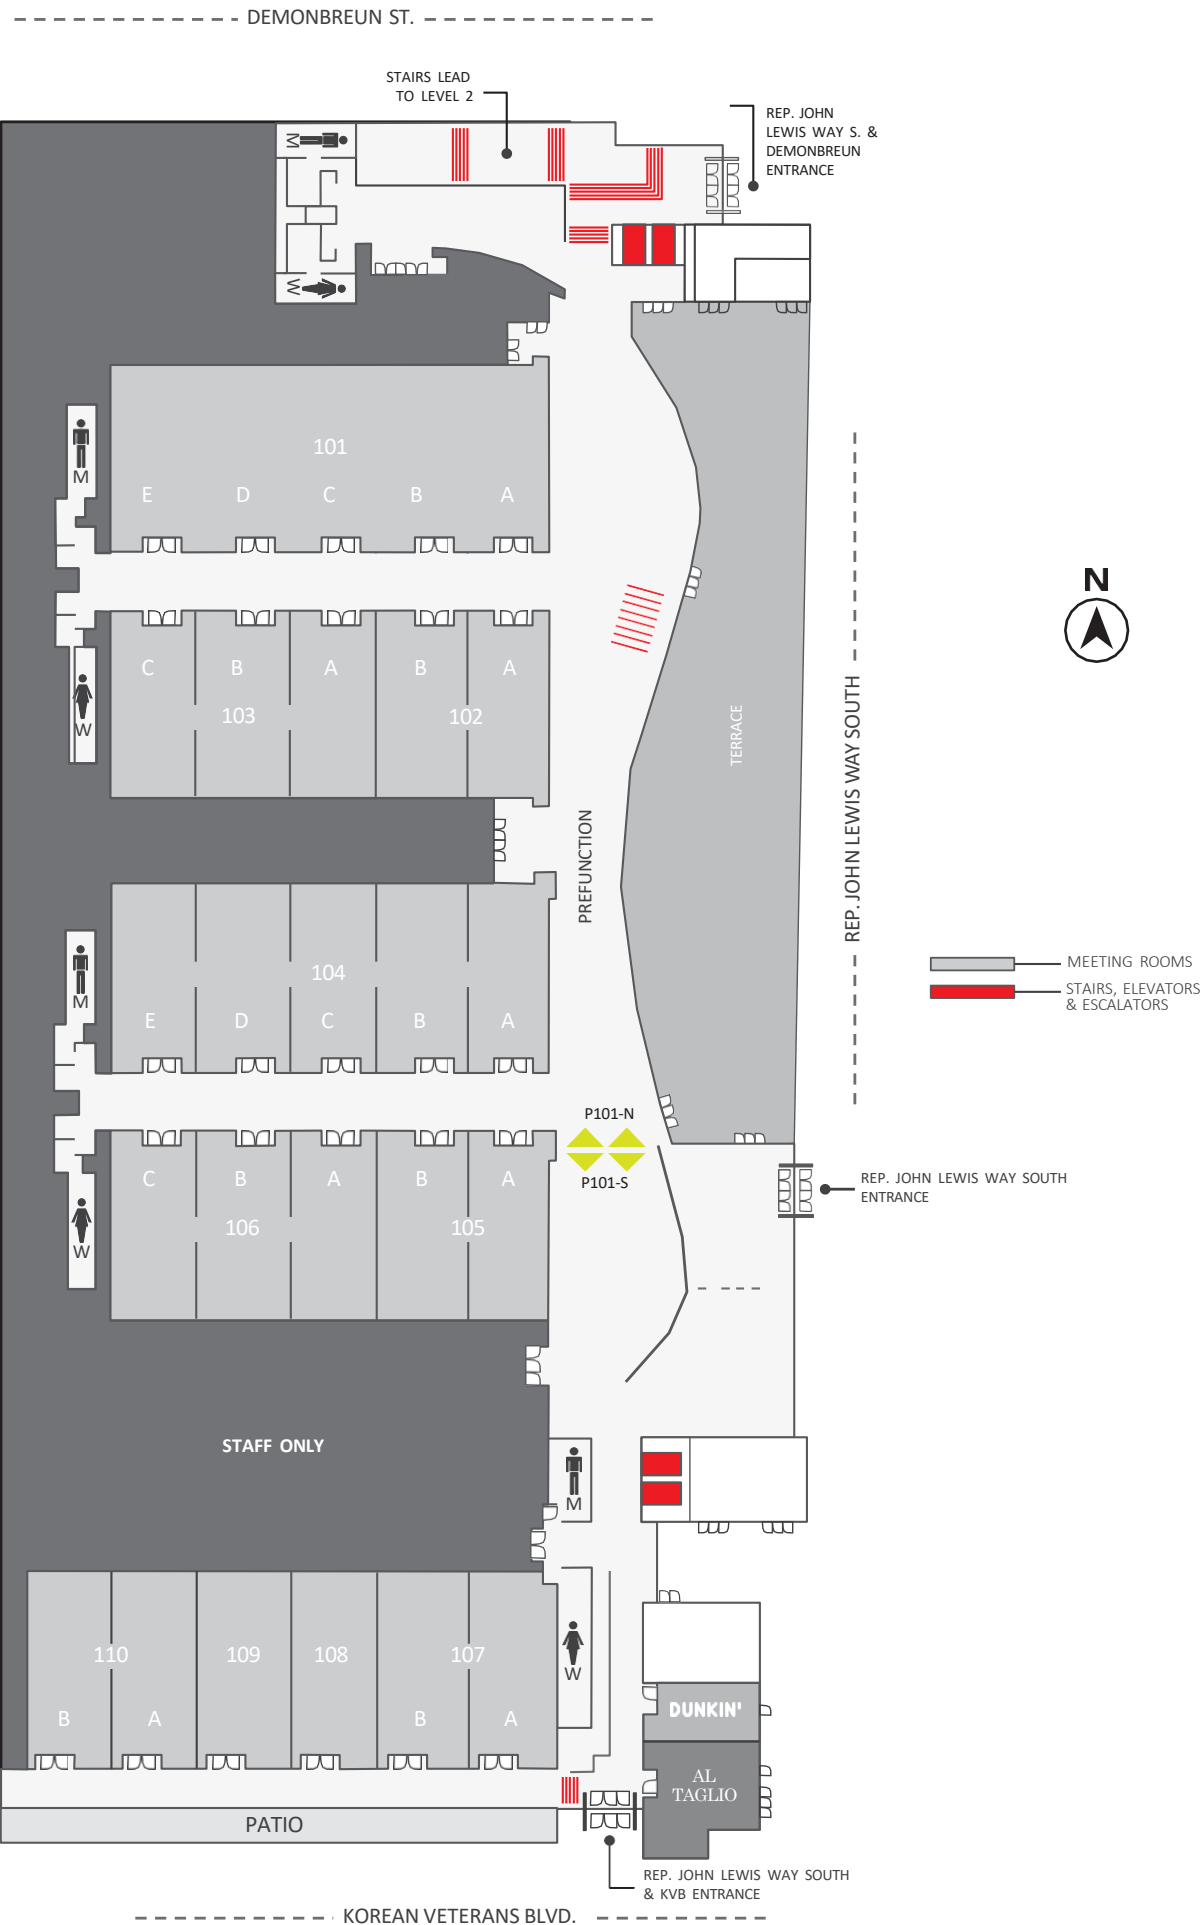 DEMONBREUN ST.
STAIRS LEAD
TO LEVEL 2
REP. JOHN
LEWIS WAY S. &
DEMONBREUN
ENTRANCE
M
W
101
E D C B A
M
N
C B A B A
103 102
W
TERRACE
REP. JOHN LEWIS WAY SOUTH
PREFUNCTION
MEETING ROOMS
STAIRS, ELEVATORS
& ESCALATORS
104
M
E D C B A
P101-N
P101-S
C B A B A
REP. JOHN LEWIS WAY SOUTH
ENTRANCE
106 105
W
STAFF ONLY
M
110 109 108 107
W
B A B A
DUNKIN'
AL
TAGLIO
PATIO
REP. JOHN LEWIS WAY SOUTH
& KVB ENTRANCE
KOREAN VETERANS BLVD.